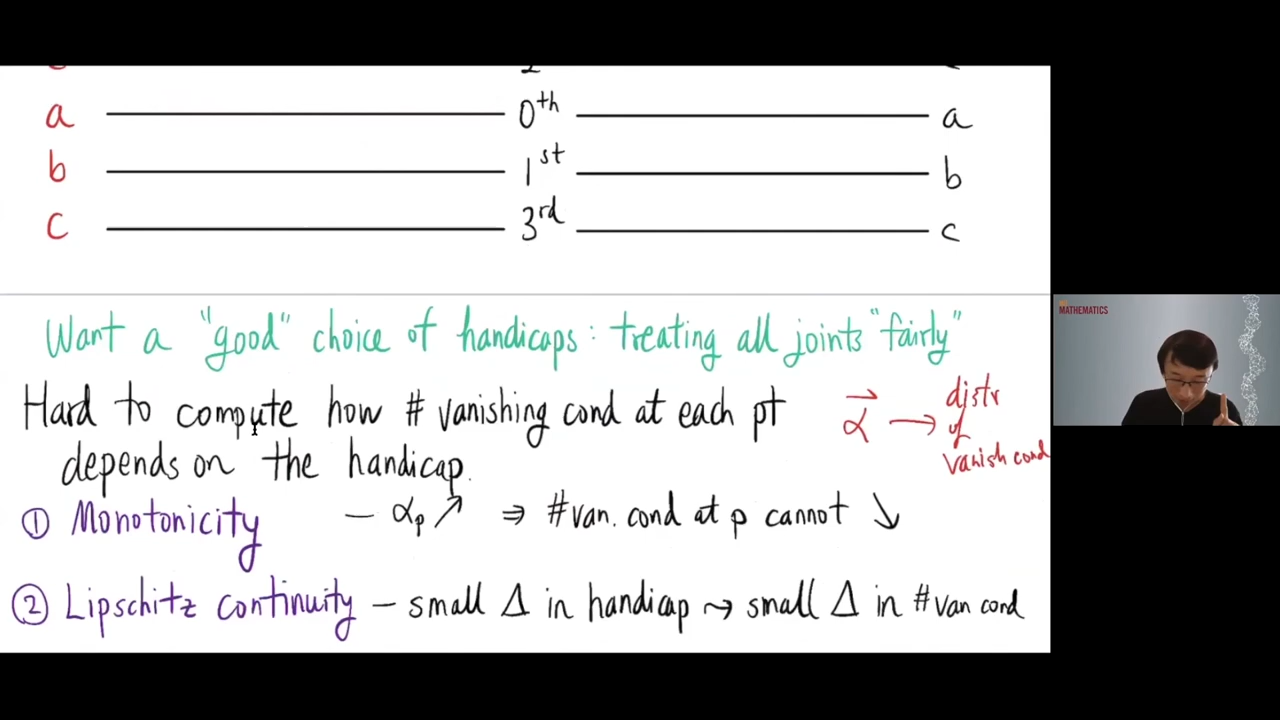 a 0th a
b 1st b
c 3rd c
Want a "good" choice of handicaps : treating all joints "fairly"
Hard to compute how # vanishing cond at each pt
depends on the handicap.
α⃗ → distr
of
vanish cond
① Monotonicity — αp ↗ ⇒ #van. cond at p cannot ↘
② Lipschitz continuity — small Δ in handicap ⇝ small Δ in #van cond
MATHEMATICS